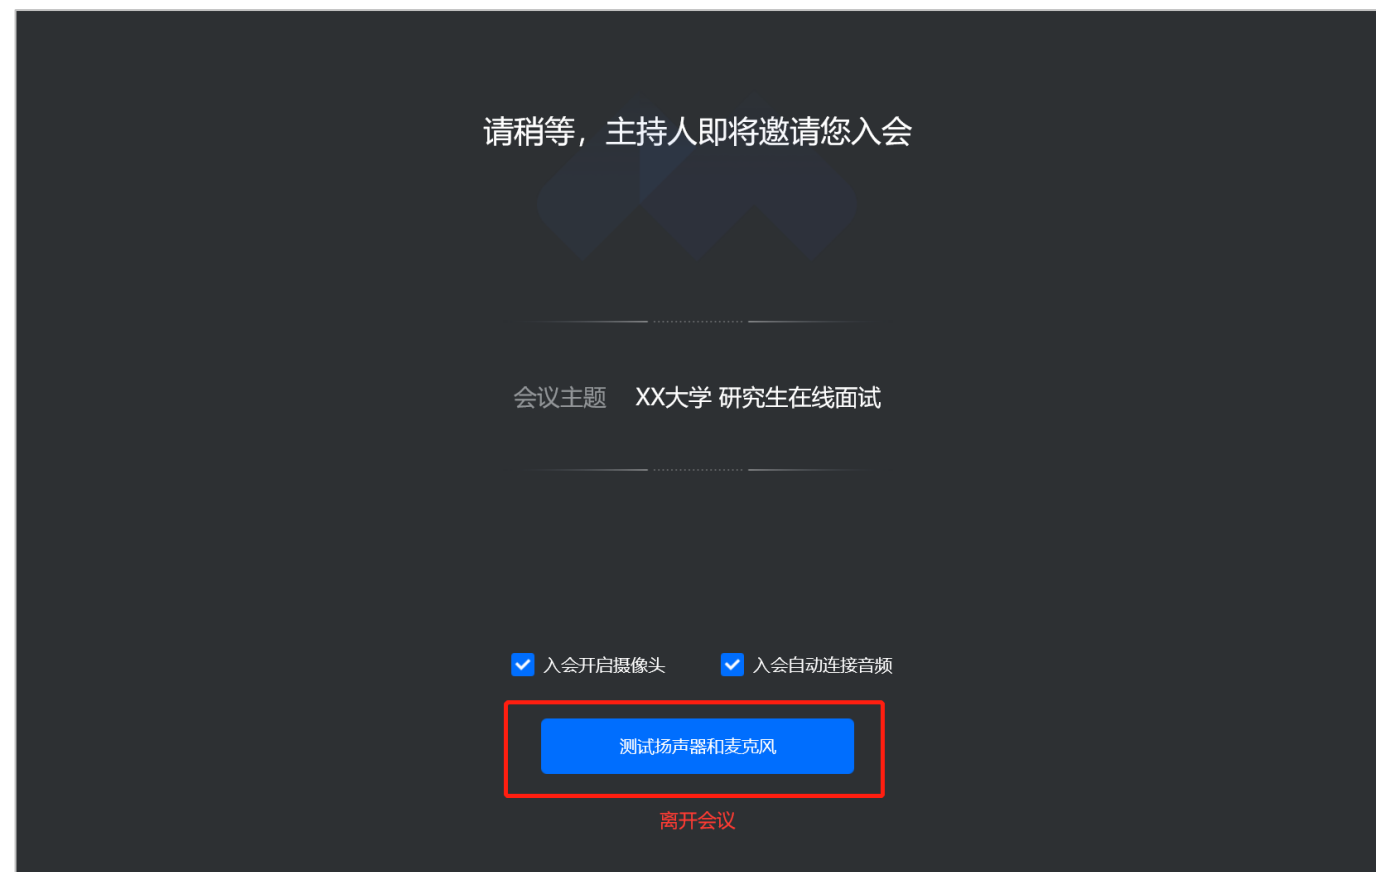 请稍等，主持人即将邀请您入会
会议主题 XX大学 研究生在线面试
入会开启摄像头 入会自动连接音频
测试扬声器和麦克风
离开会议